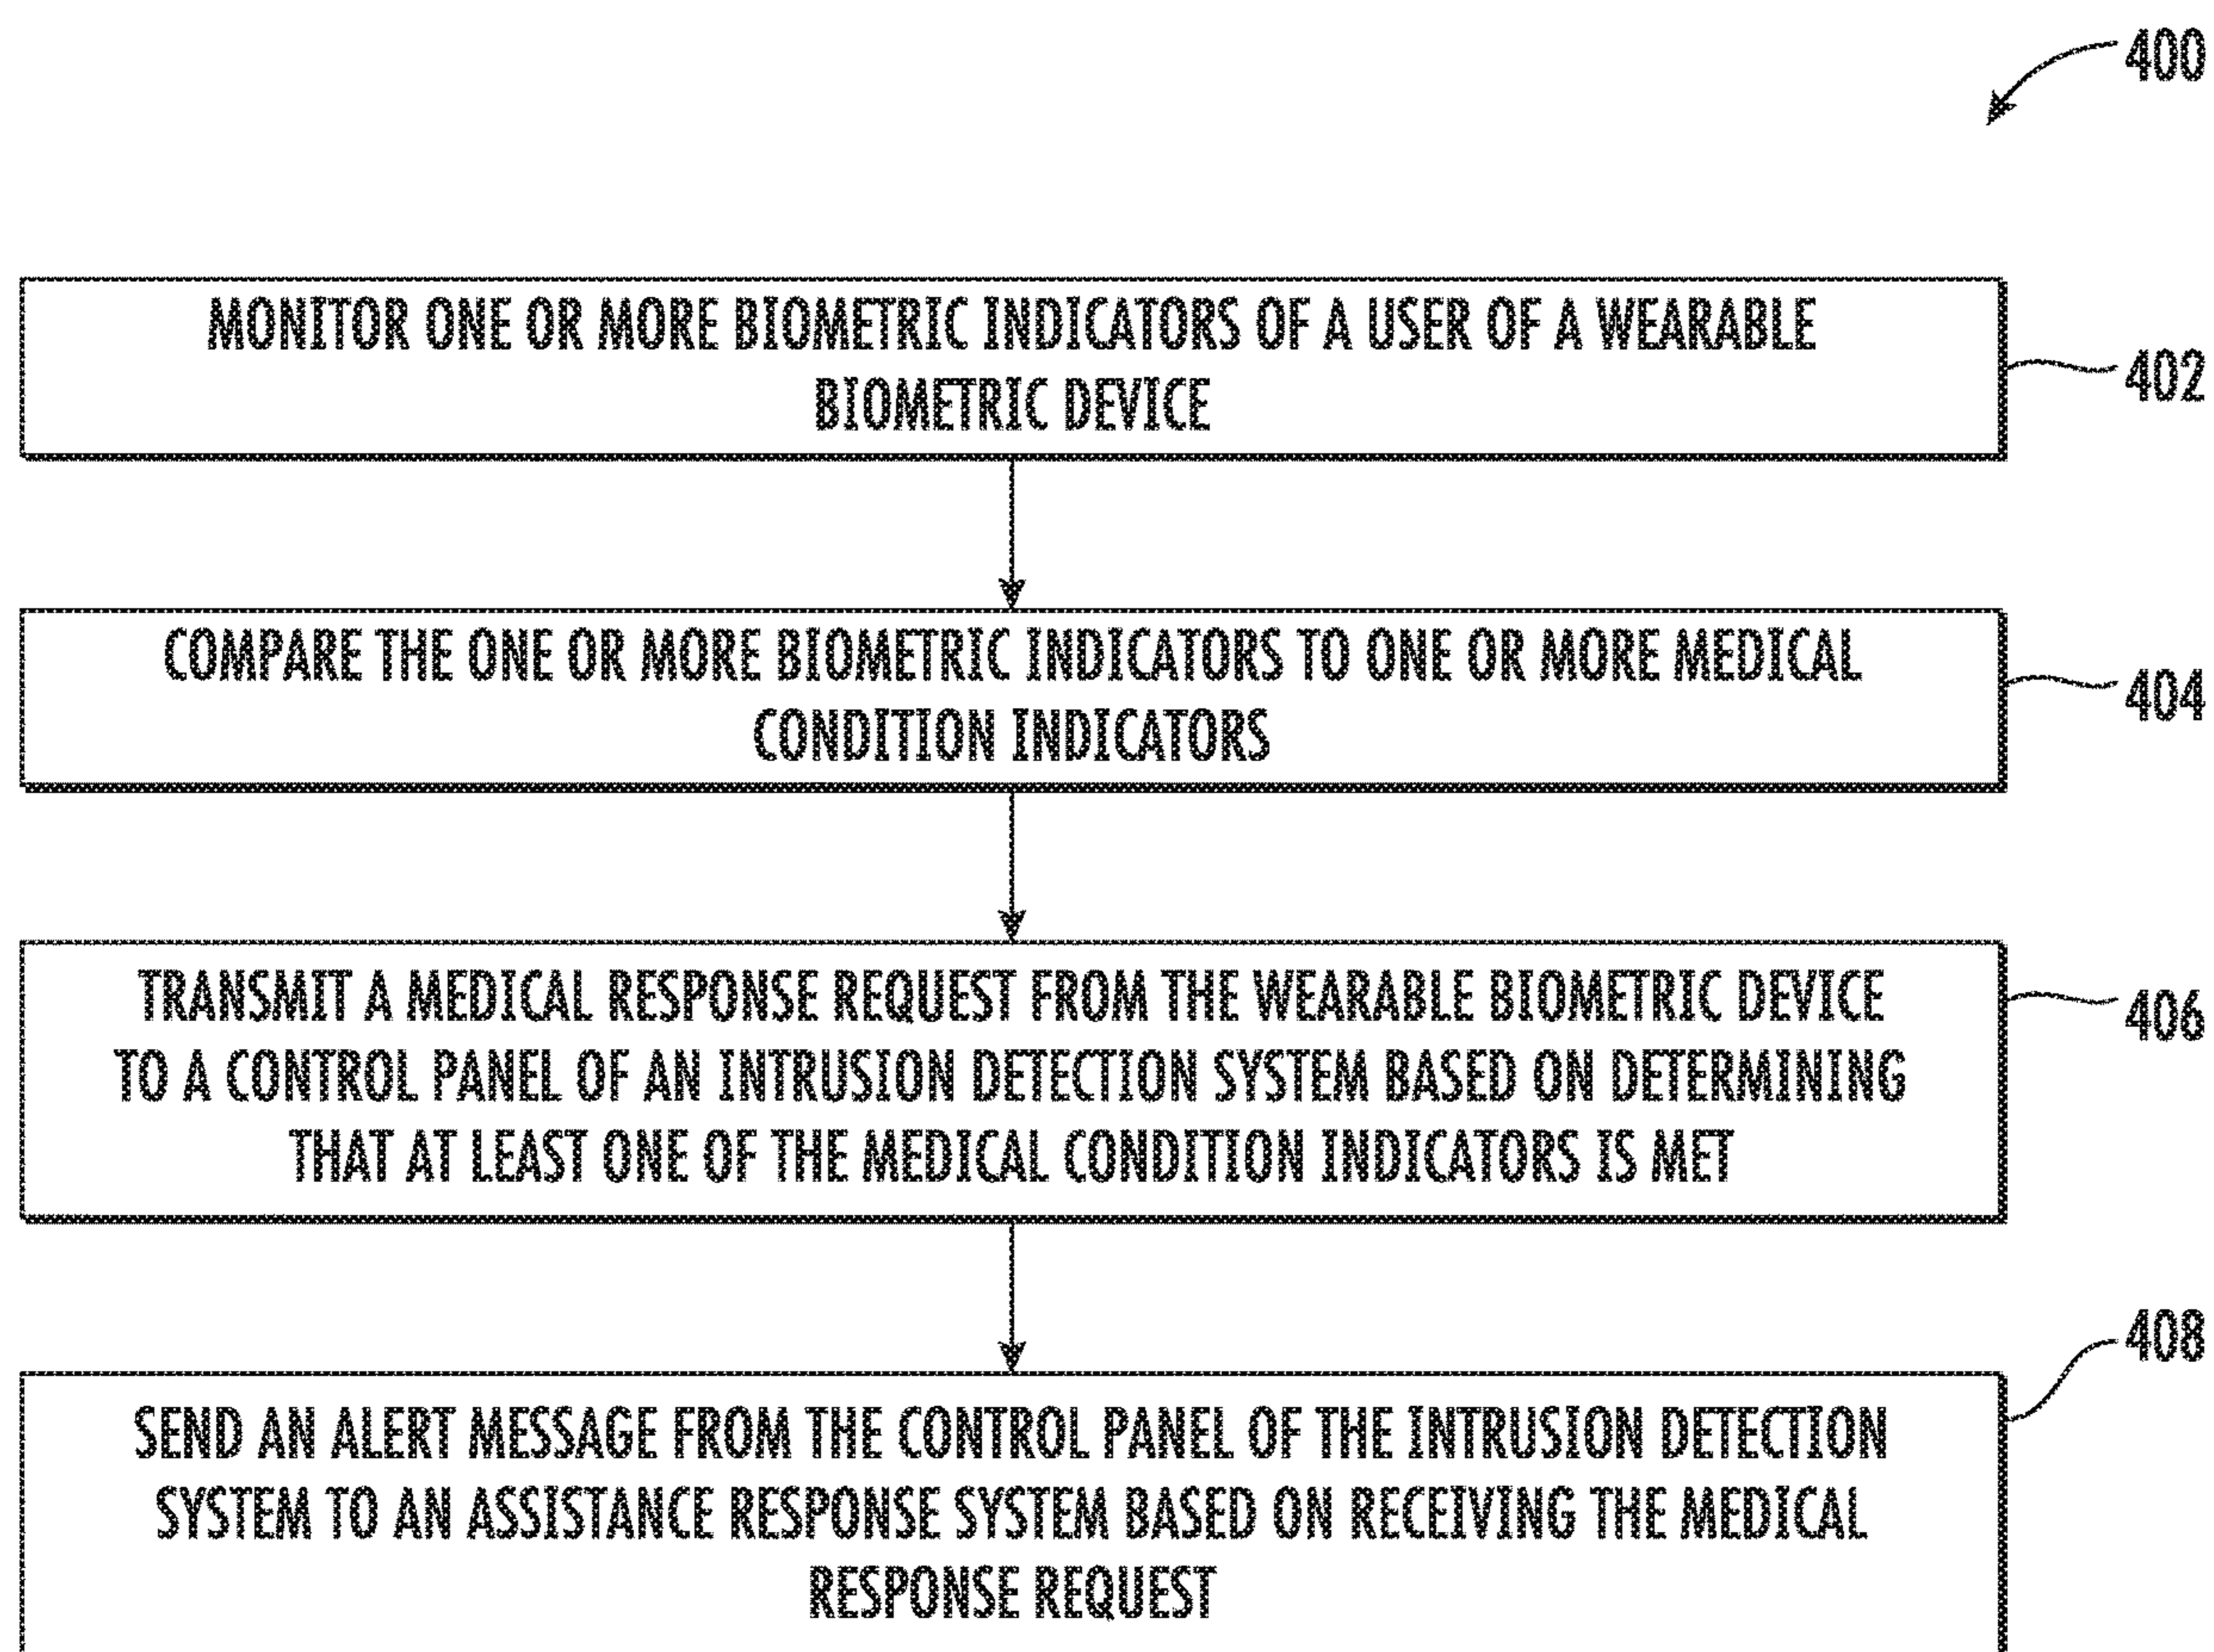 400
MONITOR ONE OR MORE BIOMETRIC INDICATORS OF A USER OF A WEARABLE
BIOMETRIC DEVICE
402
COMPARE THE ONE OR MORE BIOMETRIC INDICATORS TO ONE OR MORE MEDICAL
CONDITION INDICATORS
404
TRANSMIT A MEDICAL RESPONSE REQUEST FROM THE WEARABLE BIOMETRIC DEVICE
TO A CONTROL PANEL OF AN INTRUSION DETECTION SYSTEM BASED ON DETERMINING
THAT AT LEAST ONE OF THE MEDICAL CONDITION INDICATORS IS MET
406
SEND AN ALERT MESSAGE FROM THE CONTROL PANEL OF THE INTRUSION DETECTION
SYSTEM TO AN ASSISTANCE RESPONSE SYSTEM BASED ON RECEIVING THE MEDICAL
RESPONSE REQUEST
408